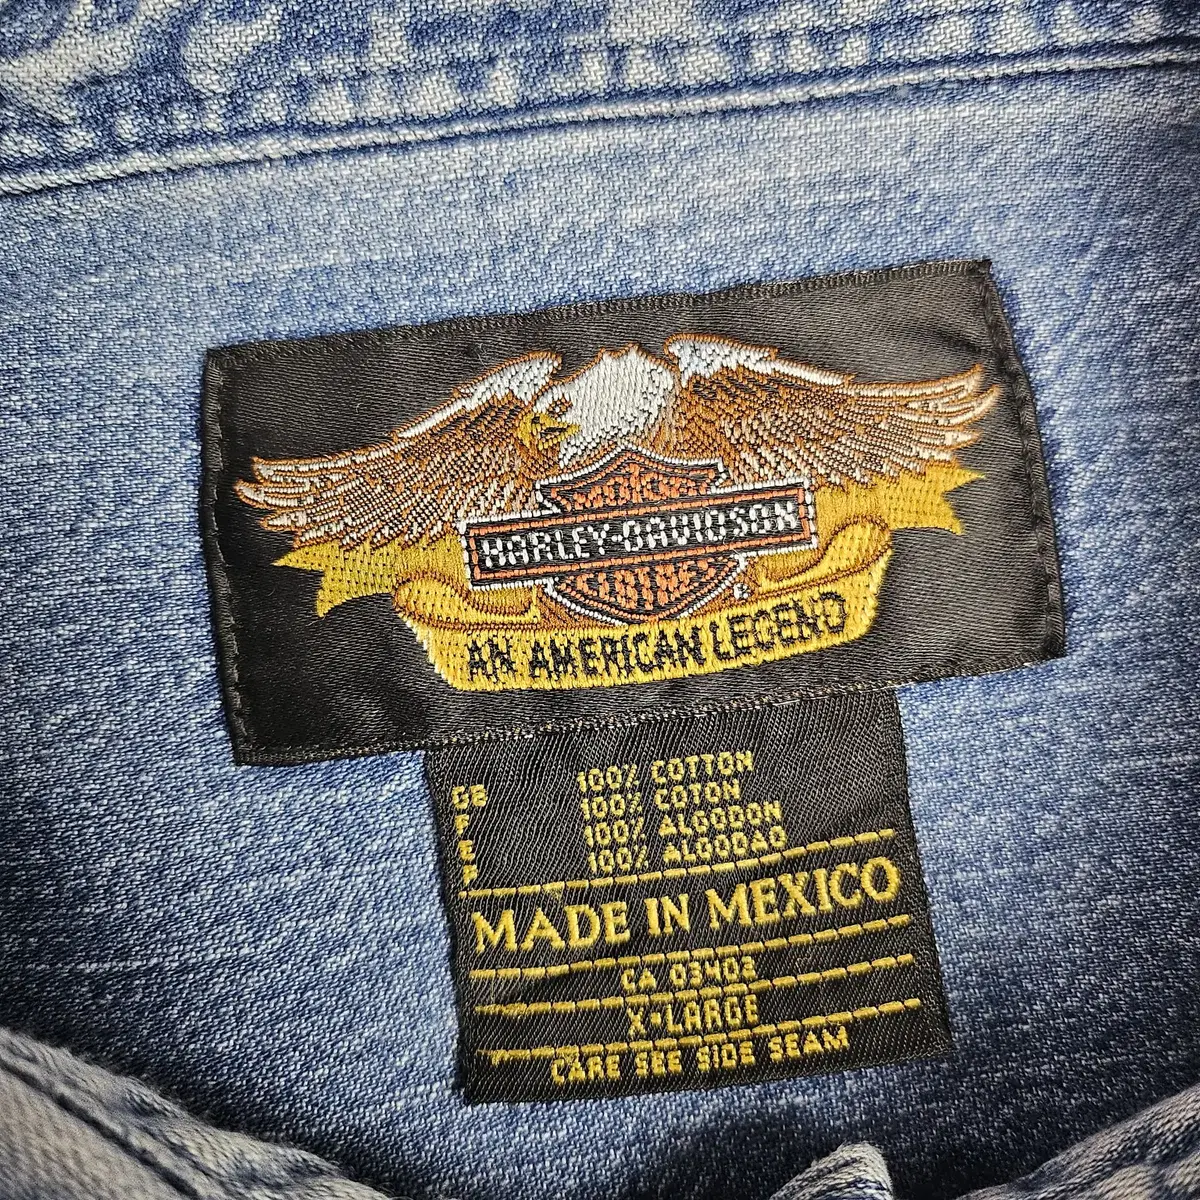 MOTOR
HARLEY-DAVIDSON
CLOTHES
AN AMERICAN LEGEND
GB 100% COTTON
F 100% COTON
E 100% ALGODON
P 100% ALGODAO
MADE IN MEXICO
CA 03402
X-LARGE
CARE SEE SIDE SEAM